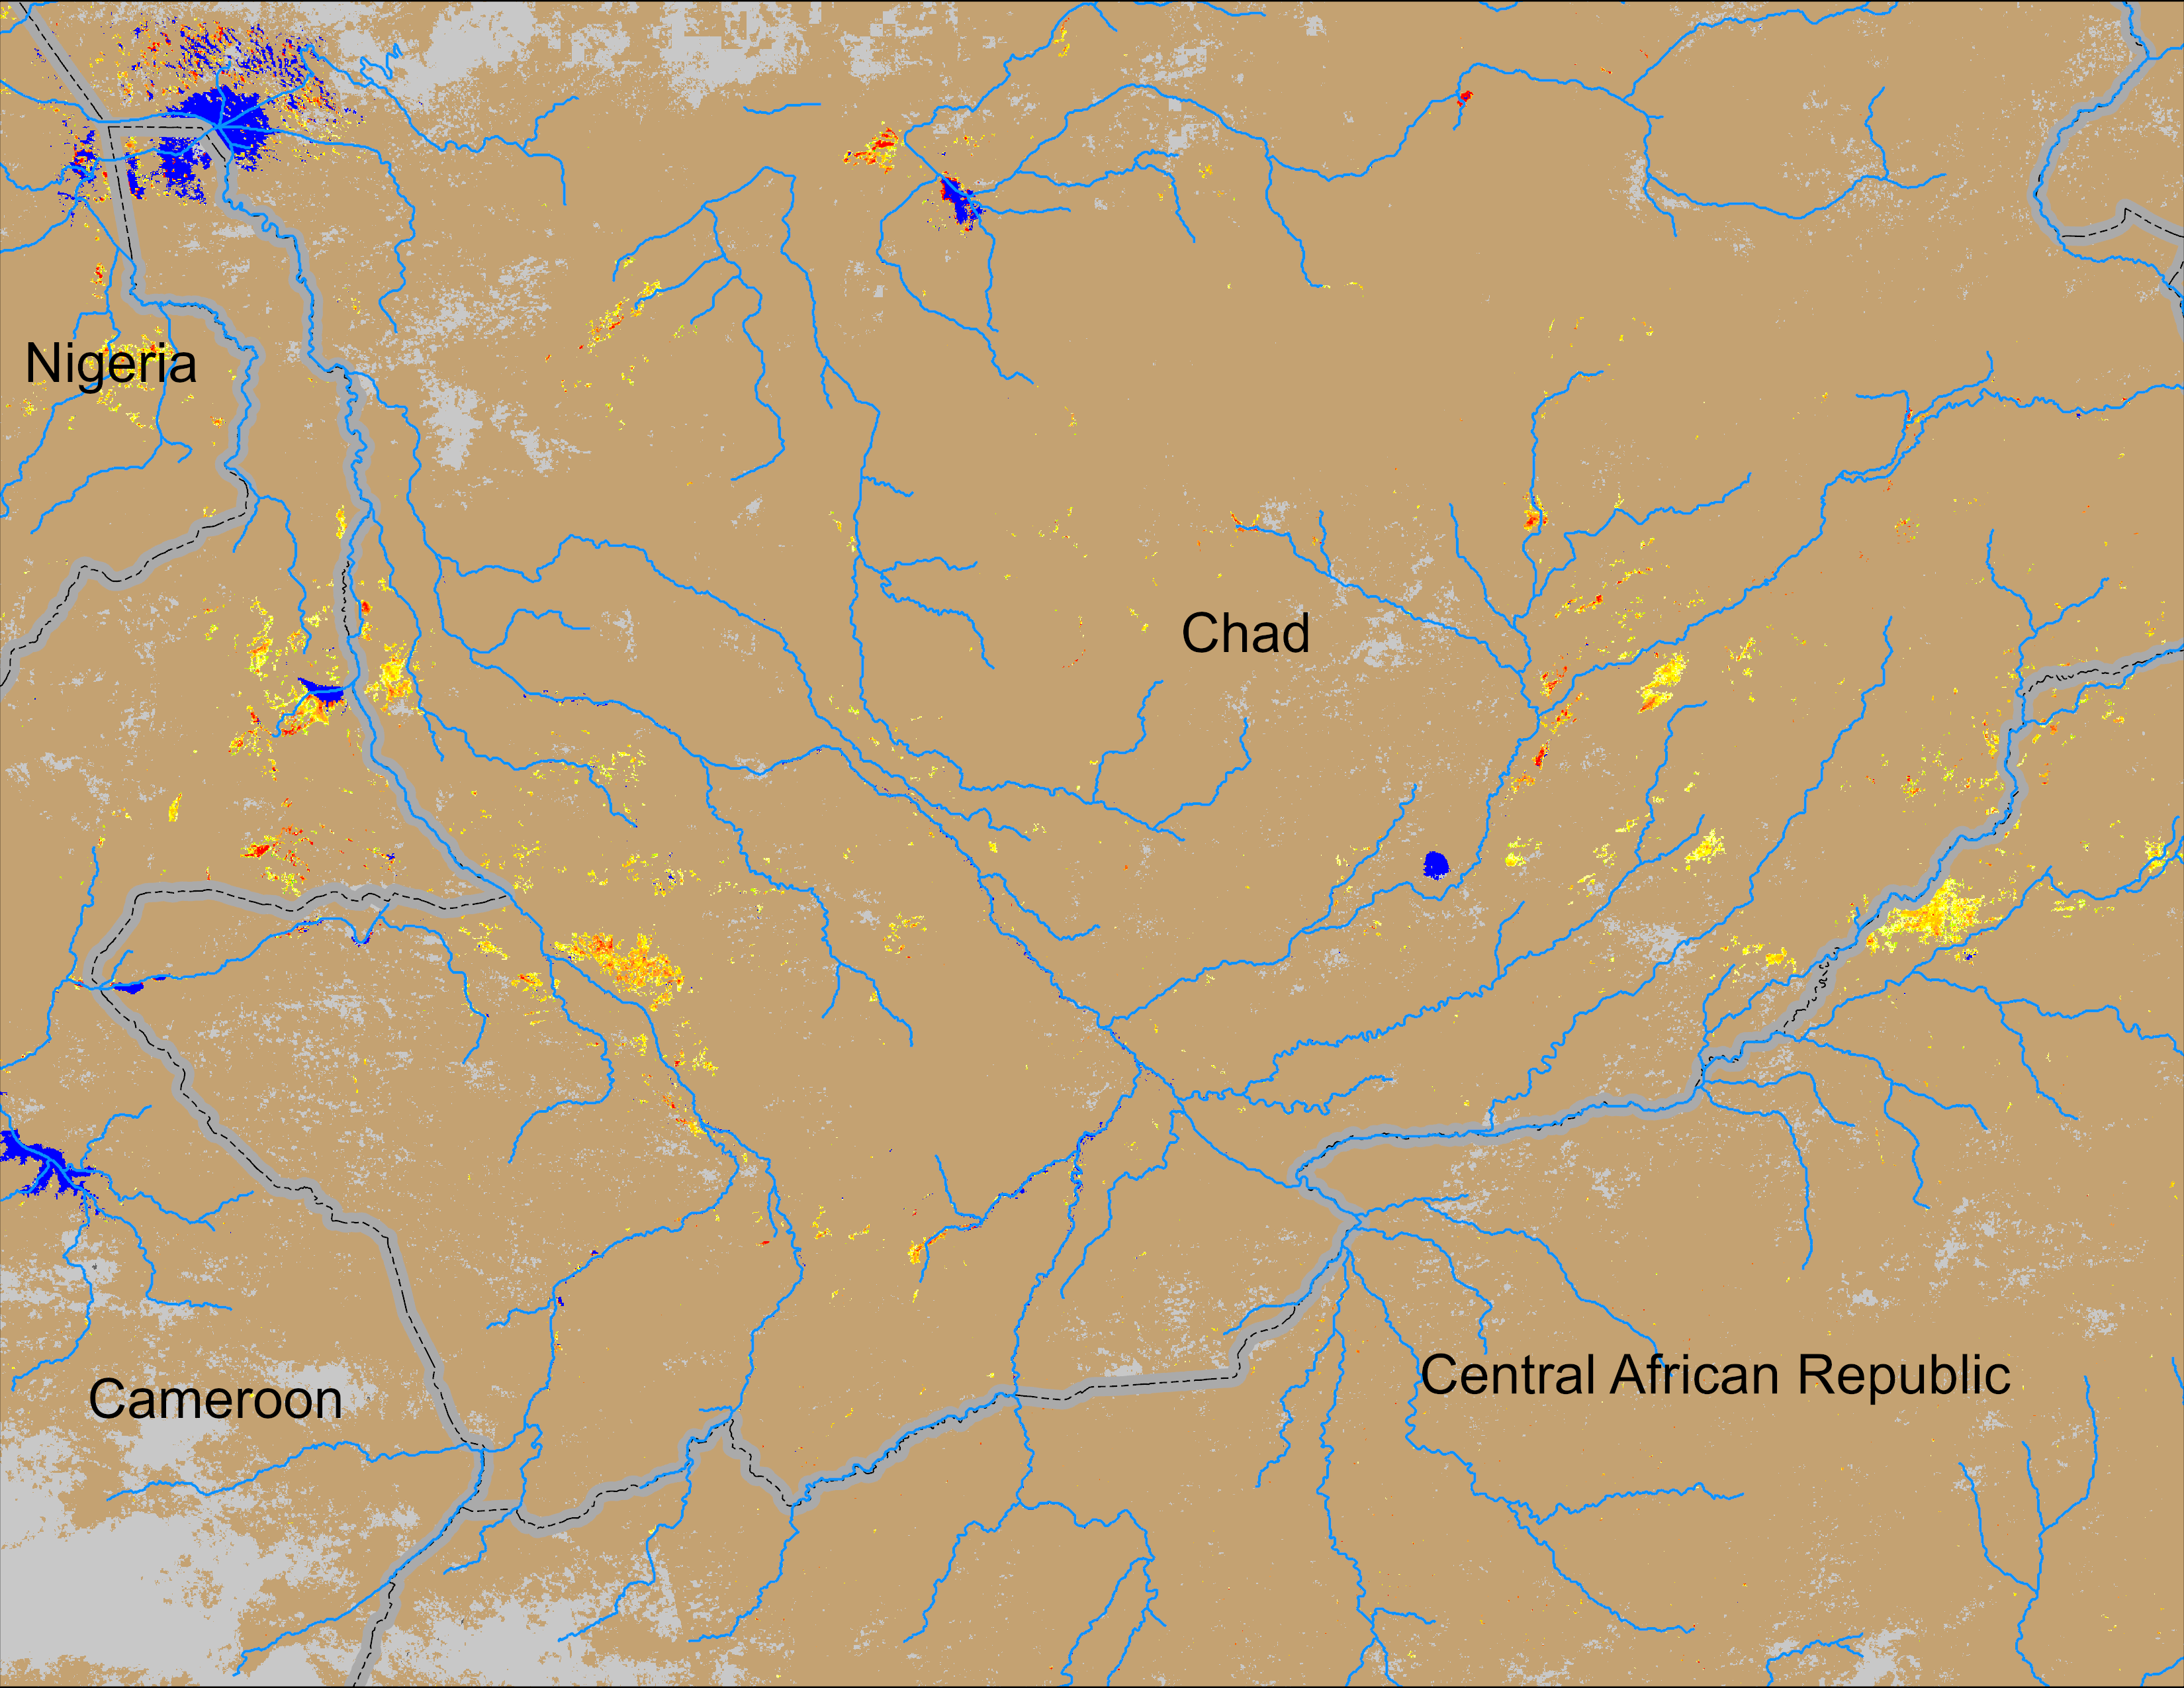 Nigeria
Chad
Cameroon
Central African Republic